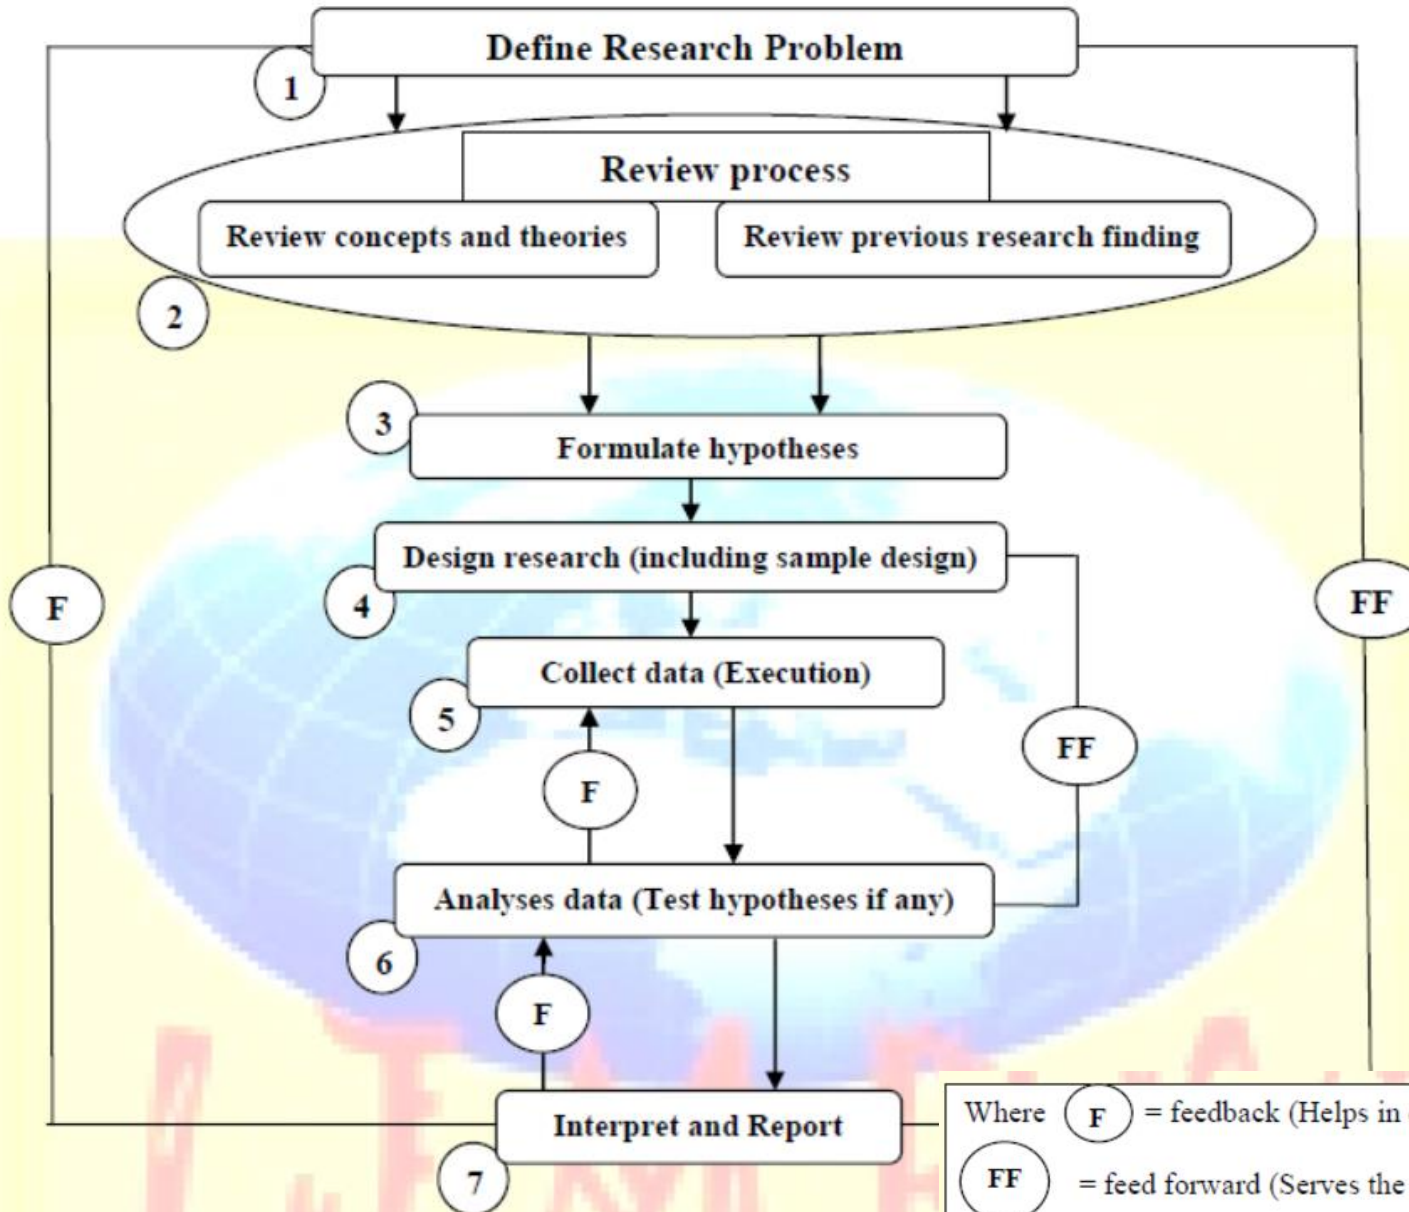 Define Research Problem
1
Review process
Review concepts and theories
Review previous research finding
2
3
Formulate hypotheses
Design research (including sample design)
4
F
FF
Collect data (Execution)
5
FF
F
Analyses data (Test hypotheses if any)
6
F
Interpret and Report
7
Where F = feedback (Helps in
FF = feed forward (Serves the